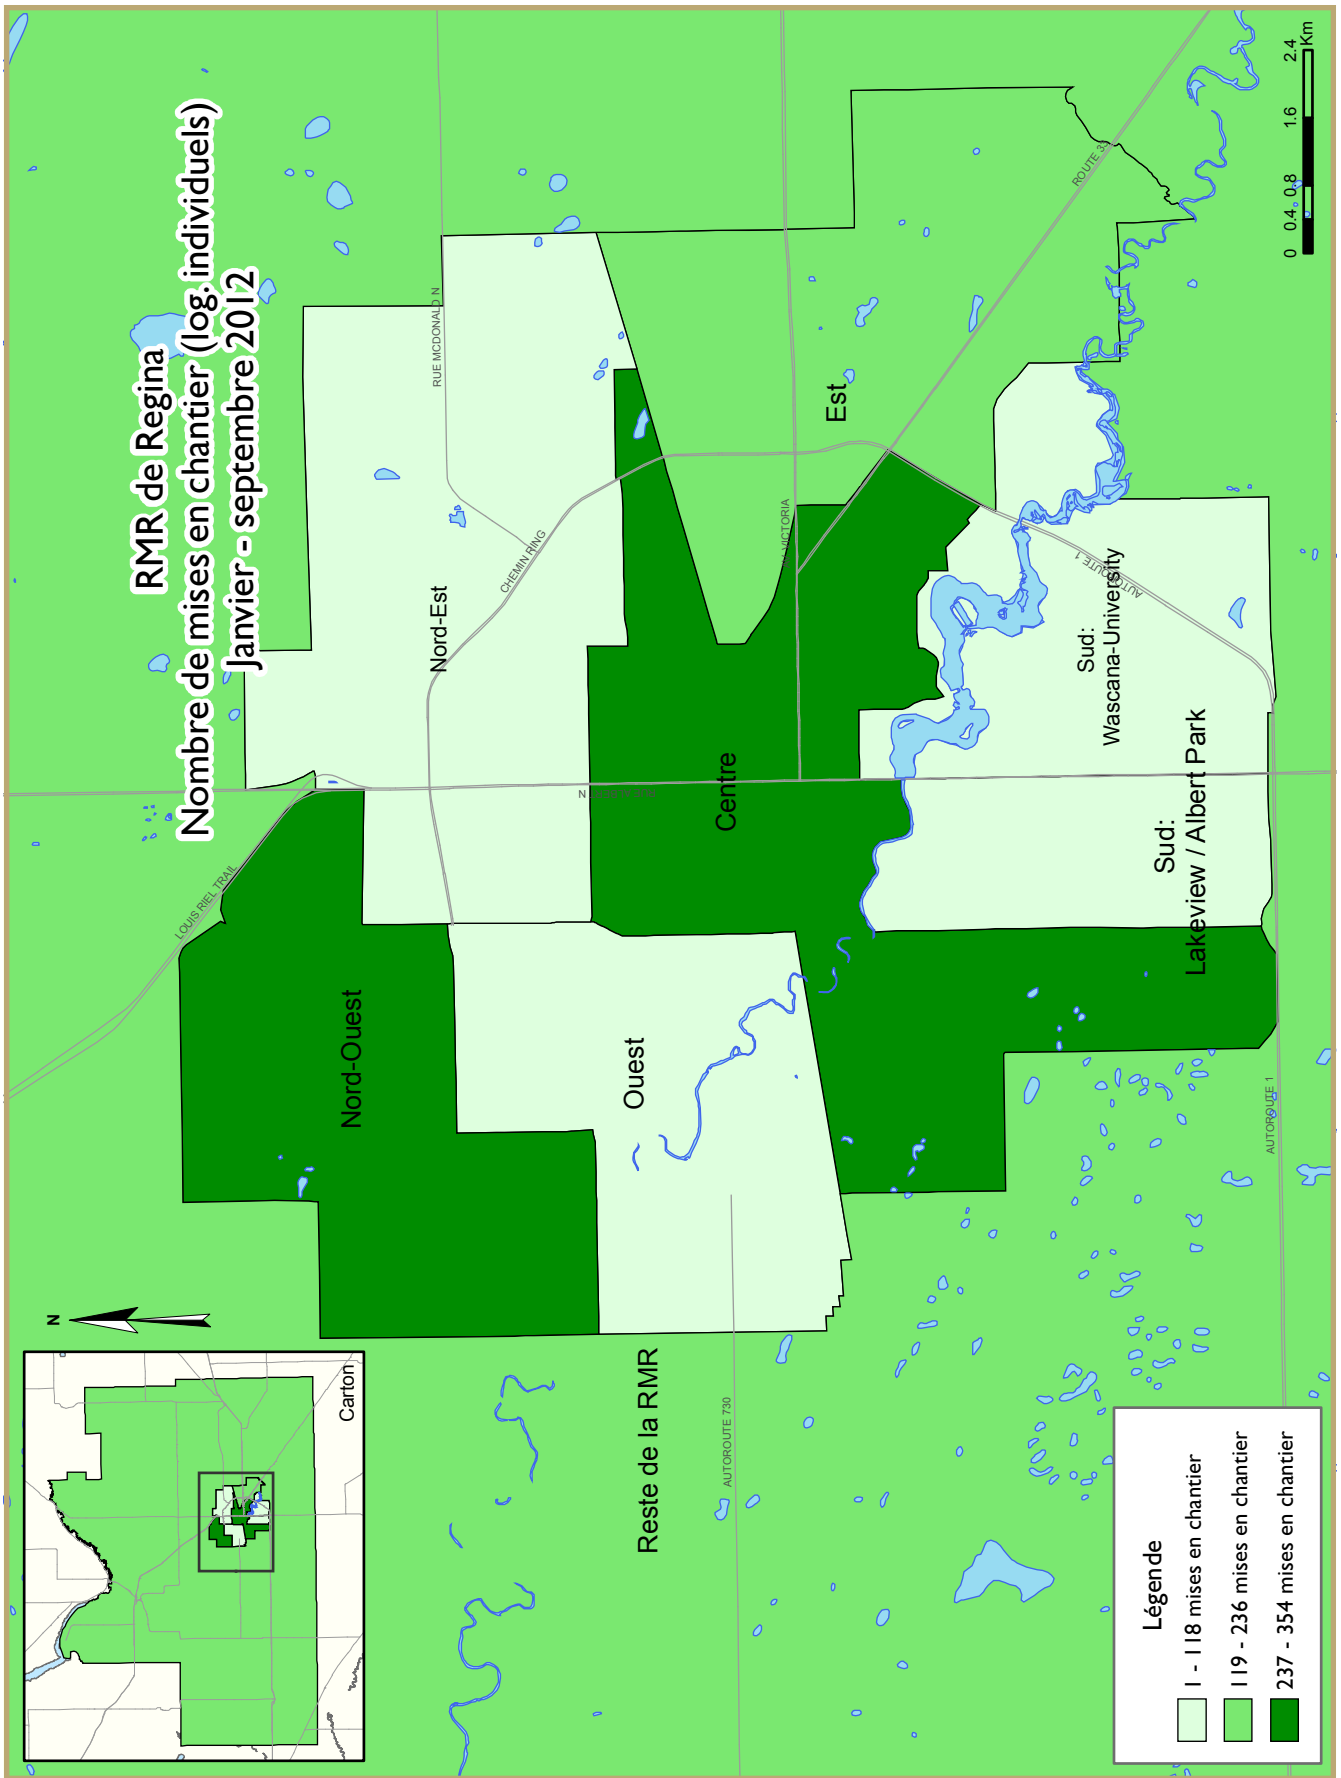 RMR de Regina
Nombre de mises en chantier (log. individuels)
Janvier - septembre 2012
N
Carton
LOUIS RIEL TRAIL
RUE MCDONALD N
CHEMIN RING
Nord-Est
Nord-Ouest
Ouest
Centre
N
VICTORIA
Est
ROUTE 33
Sud:
Wascana-University
AUTOROUTE 1
Sud:
Lakeview / Albert Park
AUTOROUTE 1
Reste de la RMR
AUTOROUTE 730
Légende
1 - 118 mises en chantier
119 - 236 mises en chantier
237 - 354 mises en chantier
0 0.4 0.8 1.6 2.4
Km